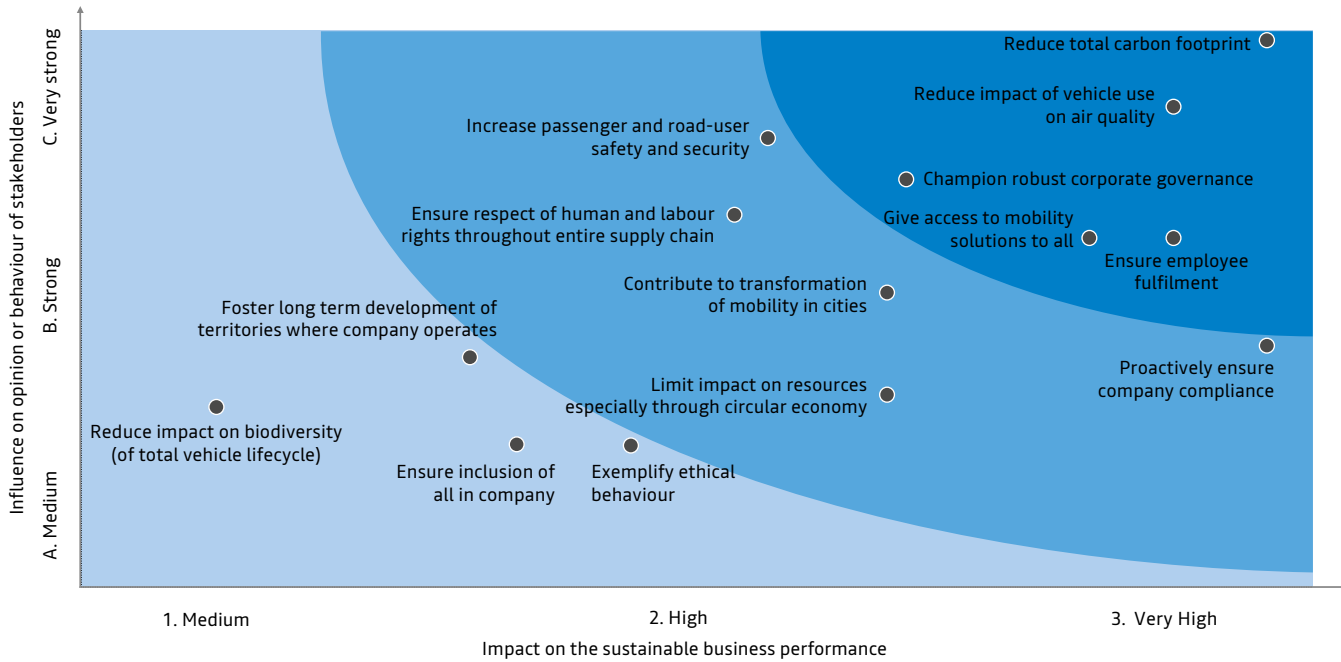 Reduce total carbon footprint
Reduce impact of vehicle use
on air quality
Increase passenger and road-user
safety and security
Champion robust corporate governance
Ensure respect of human and labour
rights throughout entire supply chain
Give access to mobility
solutions to all
Ensure employee
fulfilment
Contribute to transformation
of mobility in cities
Foster long term development of
territories where company operates
Proactively ensure
company compliance
Limit impact on resources
especially through circular economy
Reduce impact on biodiversity
(of total vehicle lifecycle)
Ensure inclusion of
all in company
Exemplify ethical
behaviour
Influence on opinion or behaviour of stakeholders
C. Very strong
B. Strong
A. Medium
1. Medium
2. High
3. Very High
Impact on the sustainable business performance